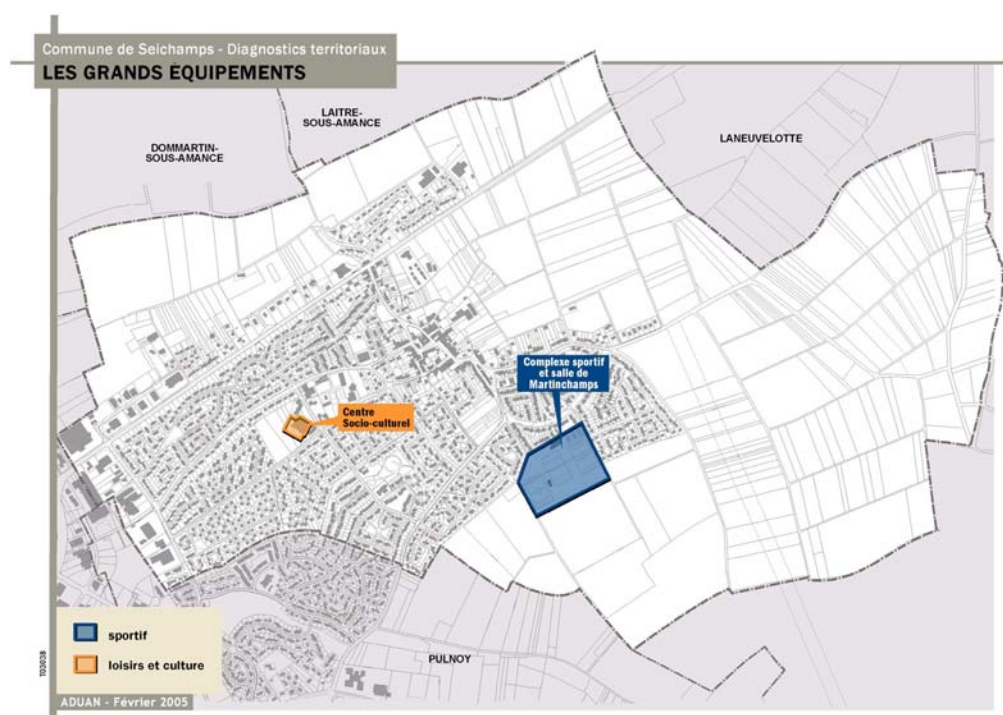 Commune de Seichamps - Diagnostics territoriaux
LES GRANDS ÉQUIPEMENTS
LAITRE-
SOUS-AMANCE
DOMMARTIN-
SOUS-AMANCE
LANEUVELOTTE
Complexe sportif
et salle de
Martinchamps
Centre
Socio-culturel
sportif
loisirs et culture
PULNOY
T03038
ADUAN - Février 2005